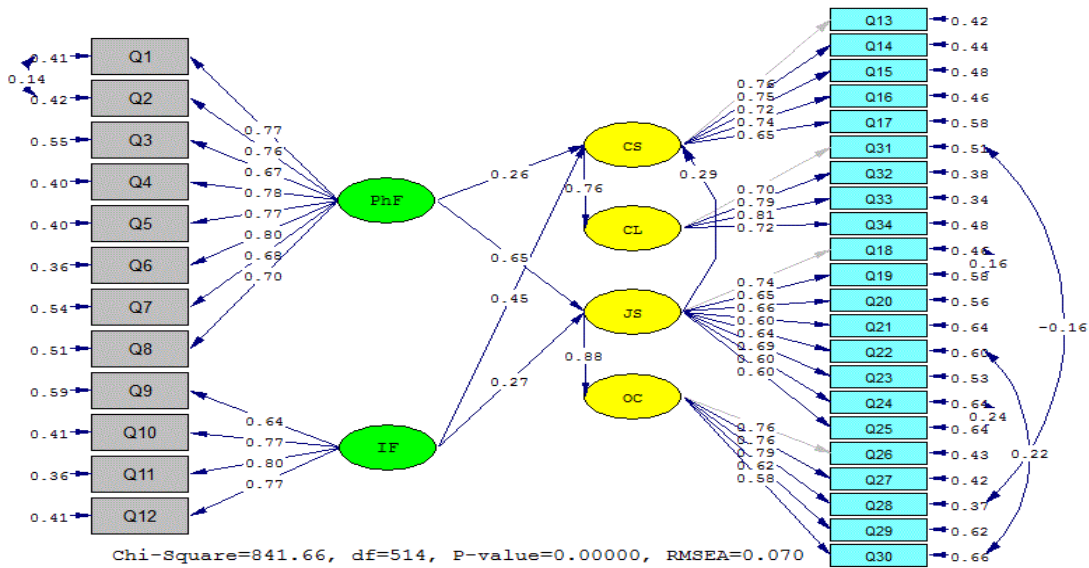 0.41 Q1
0.14
0.42 Q2
0.55 Q3
0.40 Q4
0.40 Q5
0.36 Q6
0.54 Q7
0.51 Q8
0.59 Q9
0.41 Q10
0.36 Q11
0.41 Q12
0.77
0.76
0.67
0.78
0.77
0.80
0.68
0.70
0.64
0.77
0.80
0.77
PhF
IF
0.26
0.65
0.45
0.27
CS
0.76
0.29
CL
JS
0.88
OC
0.76
0.75
0.72
0.74
0.65
0.70
0.79
0.81
0.72
0.74
0.65
0.66
0.60
0.64
0.69
0.60
0.60
0.76
0.76
0.79
0.62
0.58
Q13 0.42
Q14 0.44
Q15 0.48
Q16 0.46
Q17 0.58
Q31 0.51
Q32 0.38
Q33 0.34
Q34 0.48
Q18 0.46
0.16
Q19 0.58
Q20 0.56
Q21 0.64
-0.16
Q22 0.60
Q23 0.53
Q24 0.64
0.24
Q25 0.64
Q26 0.43
0.22
Q27 0.42
Q28 0.37
Q29 0.62
Q30 0.66
Chi-Square=841.66, df=514, P-value=0.00000, RMSEA=0.070